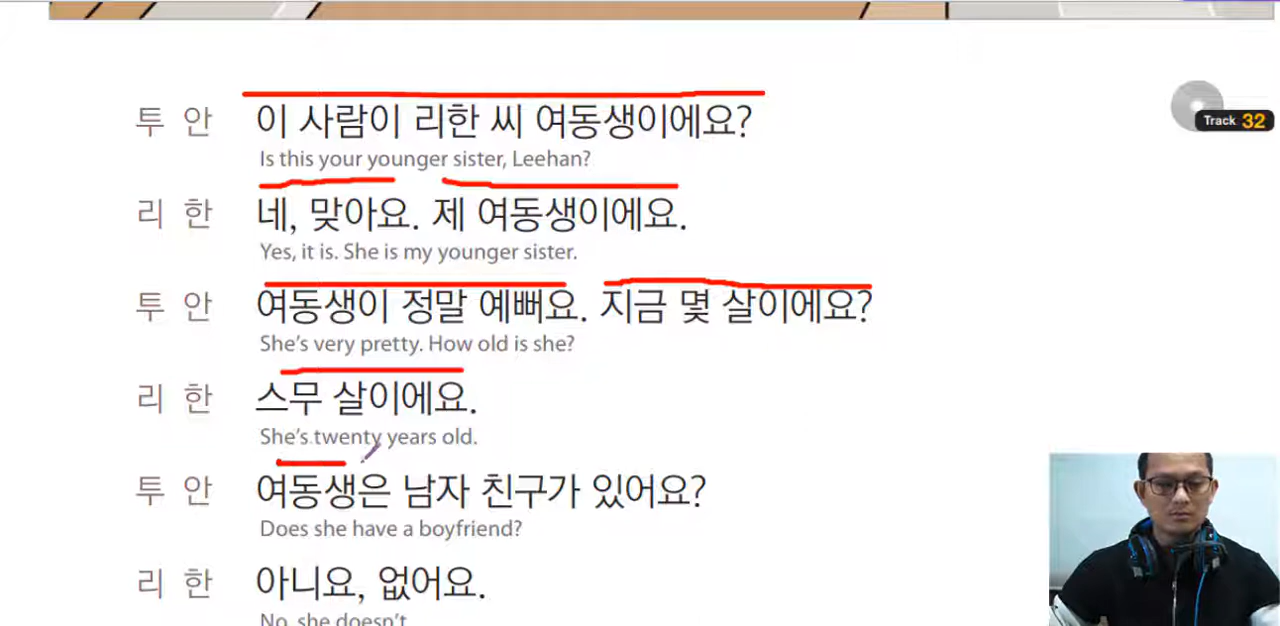 Track 32
투 안 이 사람이 리한 씨 여동생이에요?
Is this your younger sister, Leehan?
리 한 네, 맞아요. 제 여동생이에요.
Yes, it is. She is my younger sister.
투 안 여동생이 정말 예뻐요. 지금 몇 살이에요?
She's very pretty. How old is she?
리 한 스무 살이에요.
She's twenty years old.
투 안 여동생은 남자 친구가 있어요?
Does she have a boyfriend?
리 한 아니요, 없어요.
No, she doesn't